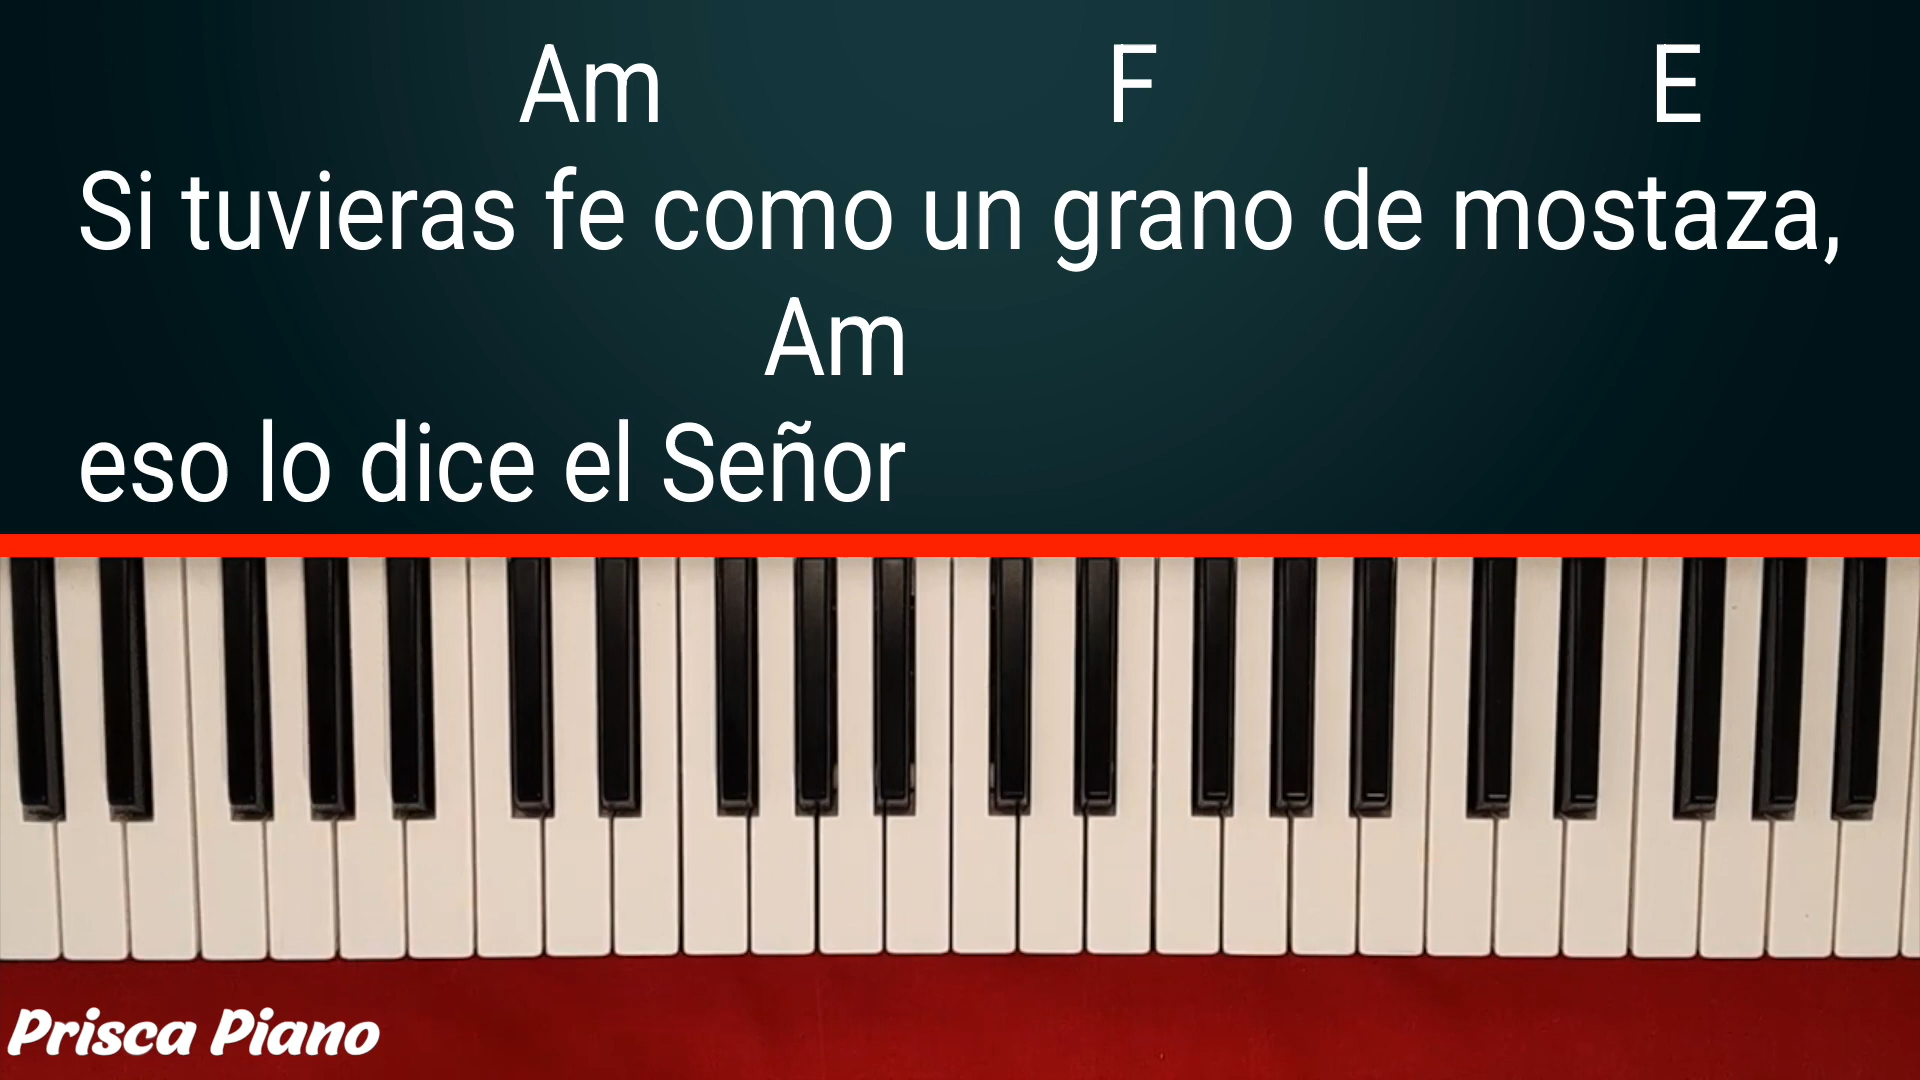 Am F E
Si tuvieras fe como un grano de mostaza,
Am
eso lo dice el Señor
Prisca Piano